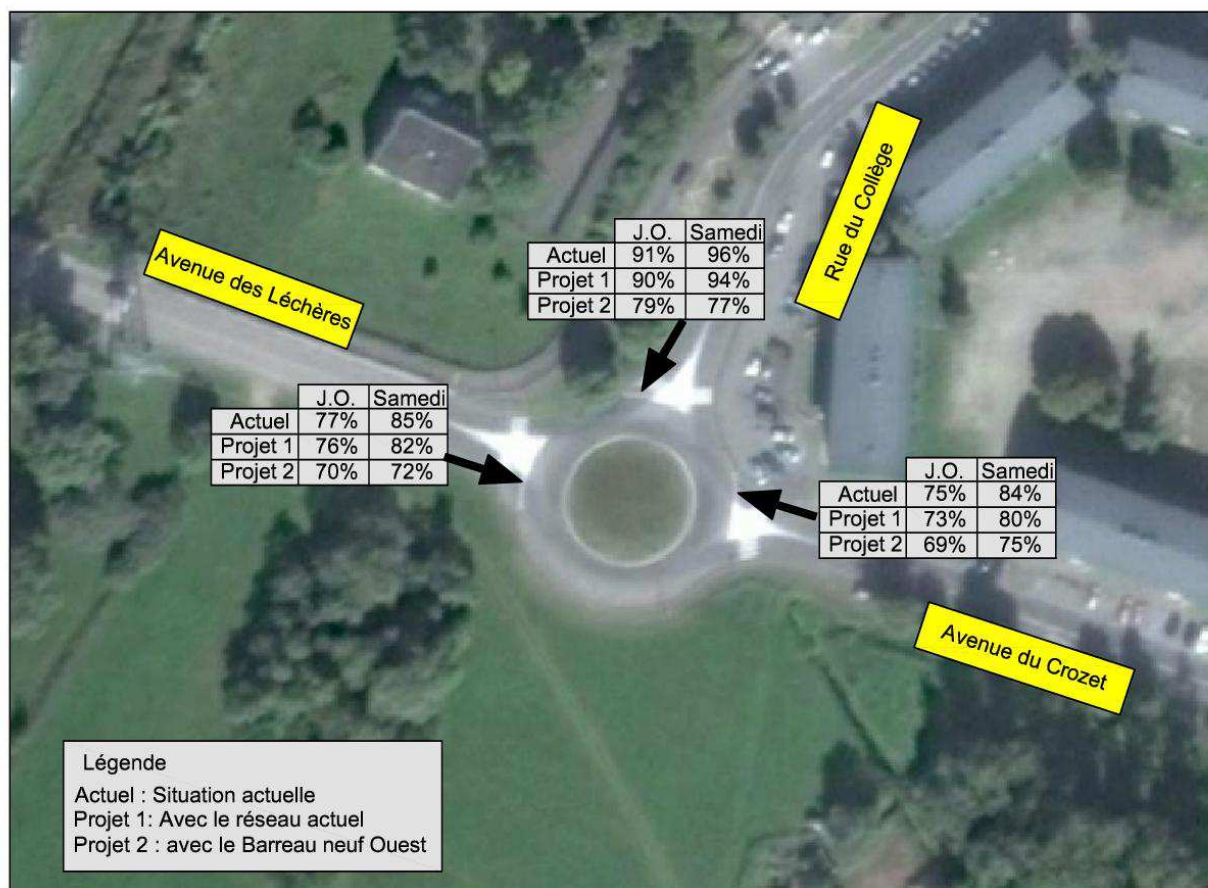 Rue du Collège
J.O. Samedi
Actuel 91% 96%
Projet 1 90% 94%
Projet 2 79% 77%
Avenue des Léchères
J.O. Samedi
Actuel 77% 85%
Projet 1 76% 82%
Projet 2 70% 72%
J.O. Samedi
Actuel 75% 84%
Projet 1 73% 80%
Projet 2 69% 75%
Avenue du Crozet
Légende
Actuel : Situation actuelle
Projet 1: Avec le réseau actuel
Projet 2 : avec le Barreau neuf Ouest